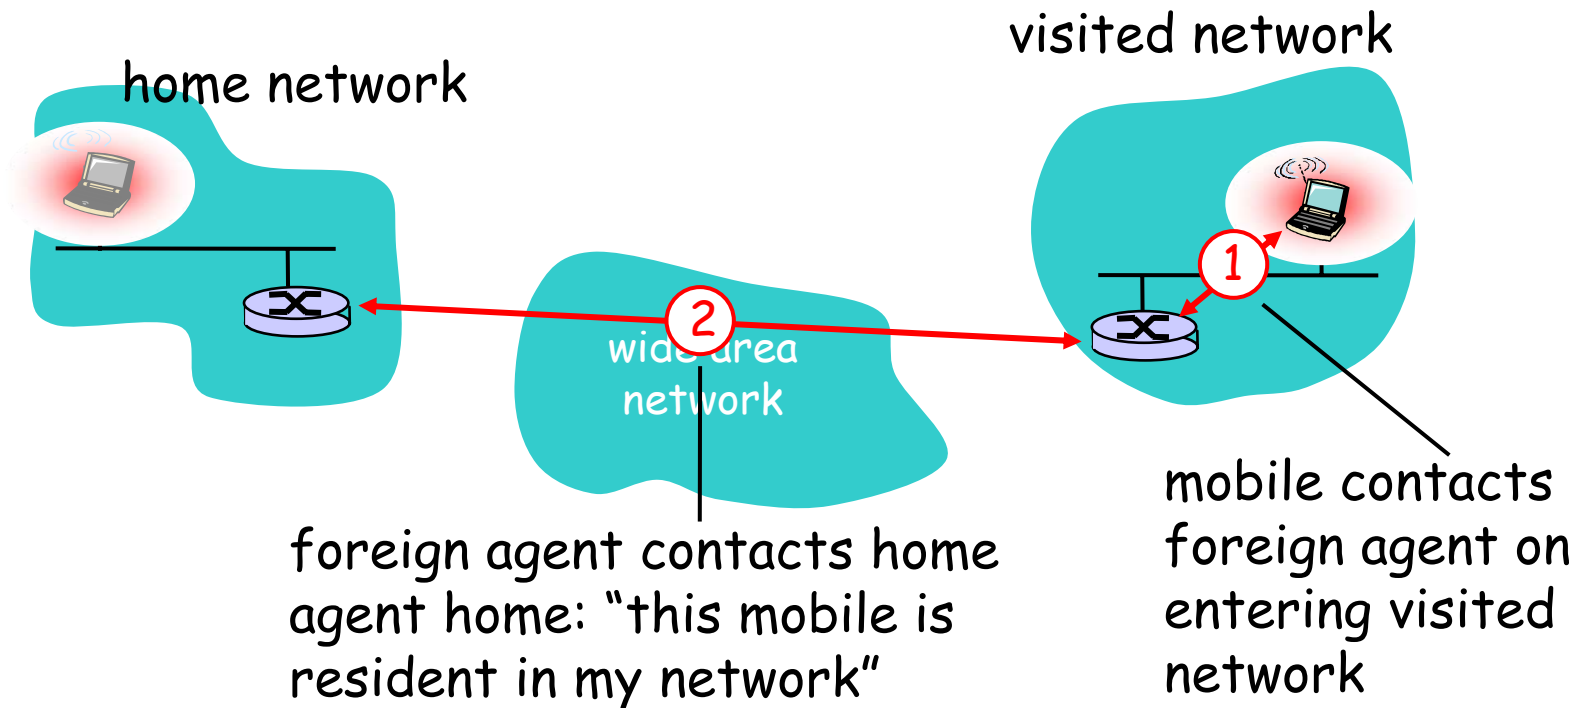 visited network
home network
1
2
wide area
network
mobile contacts
foreign agent on
entering visited
network
foreign agent contacts home
agent home: “this mobile is
resident in my network”